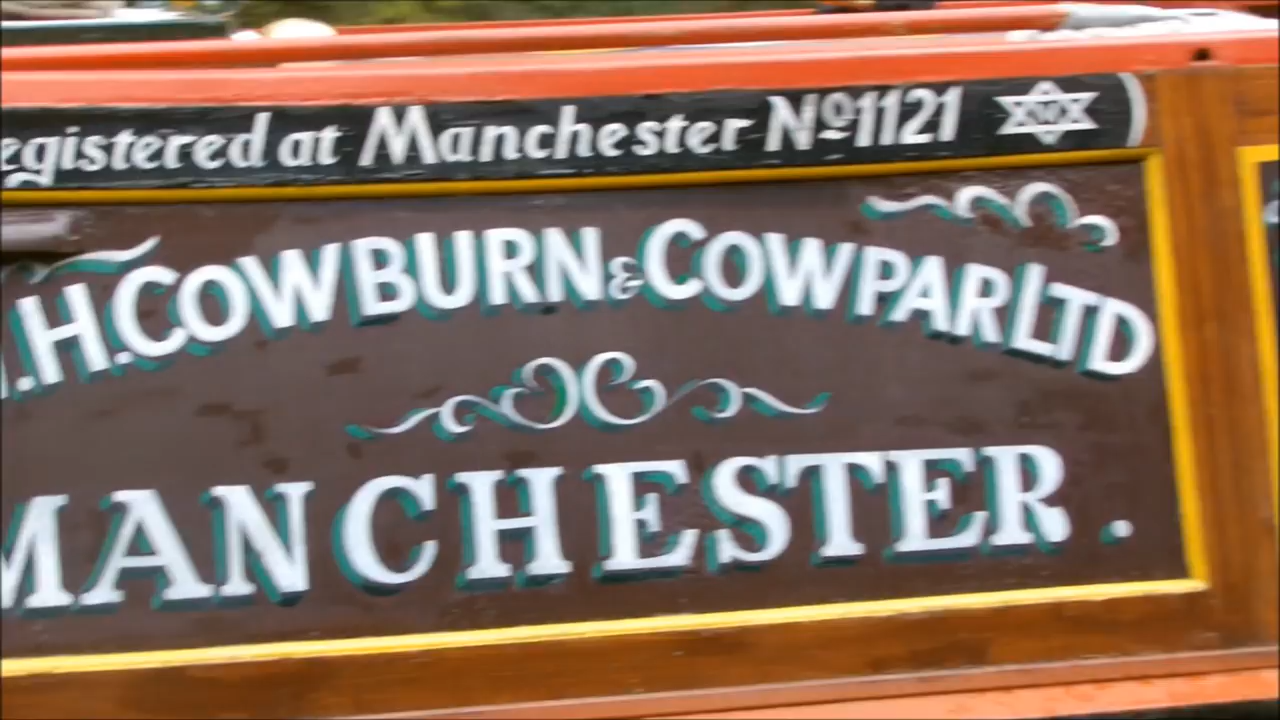 egistered at Manchester Nº1121
.H.COWBURN & COWPAR LTD
MANCHESTER.